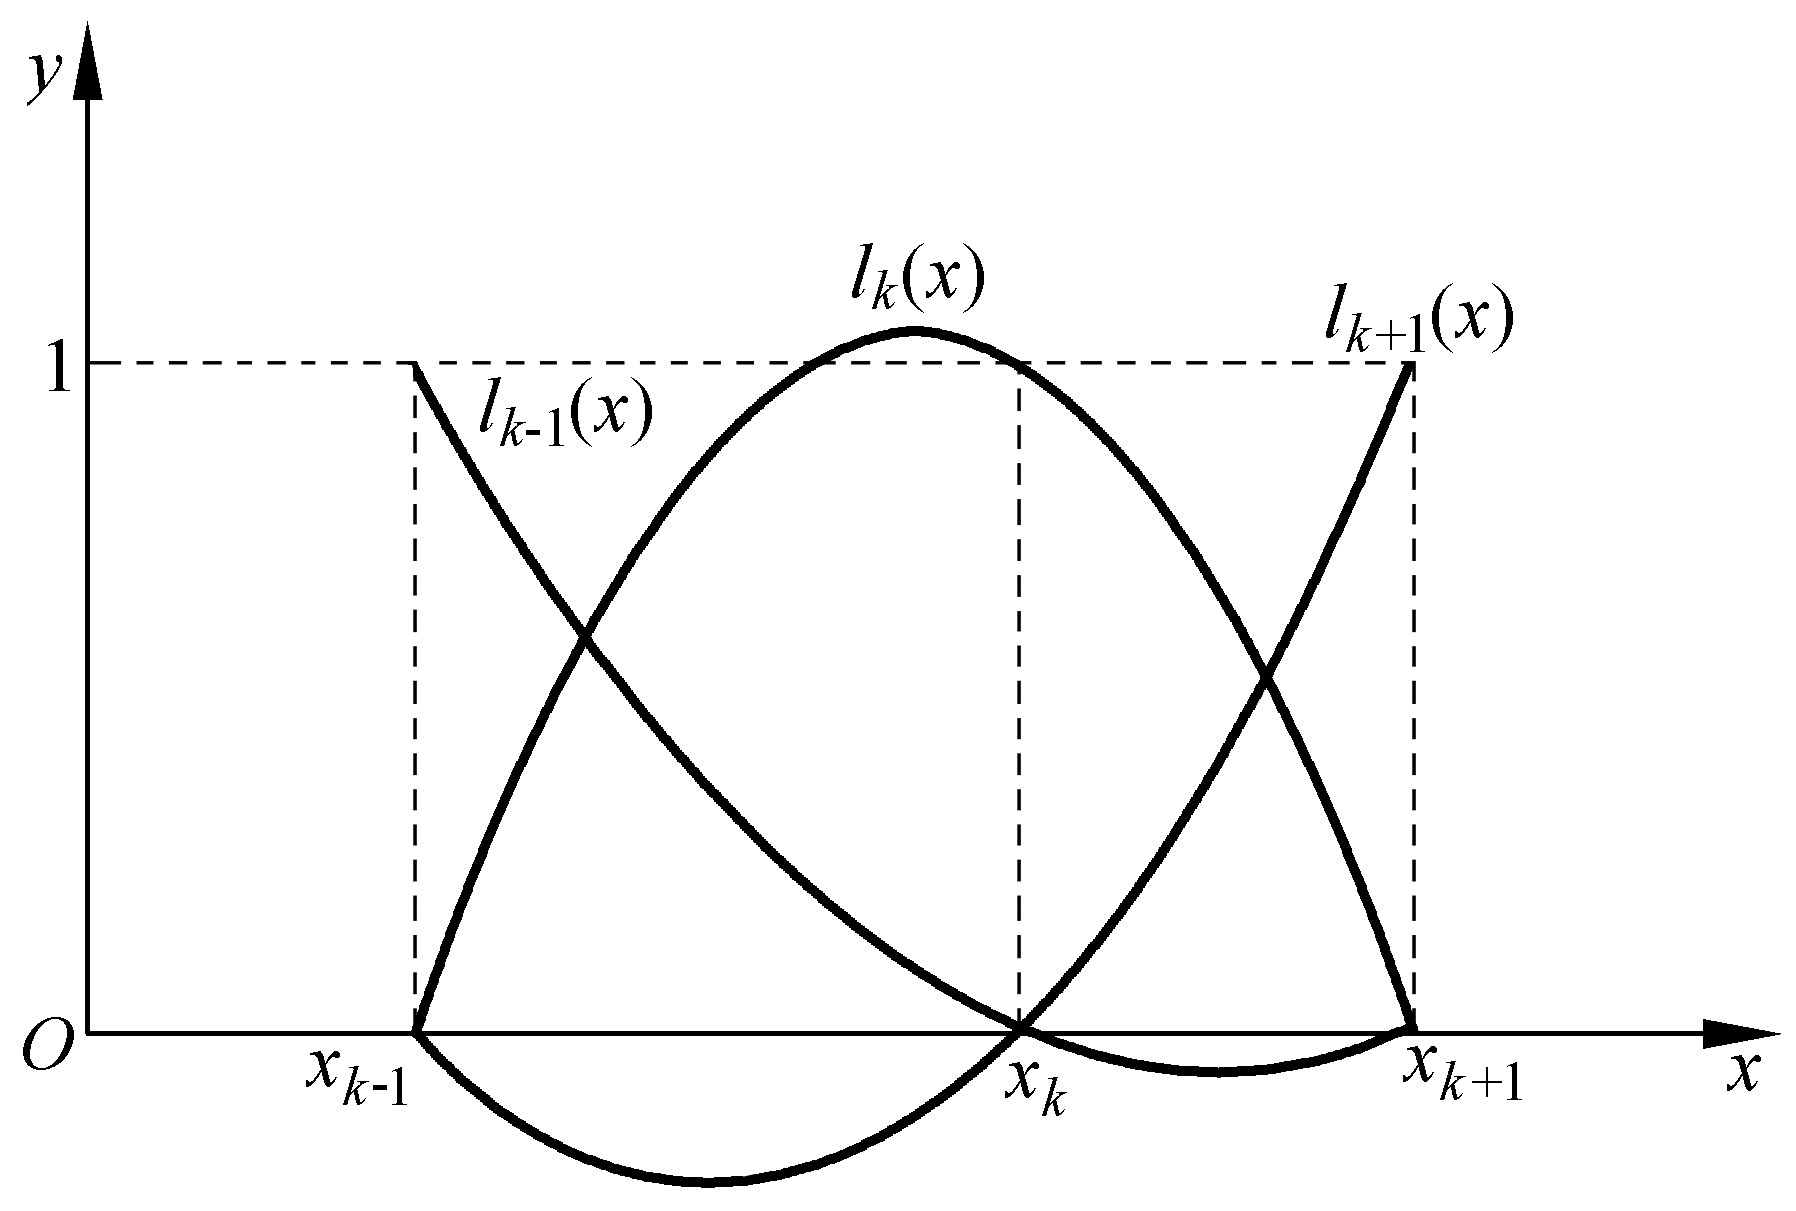 y
l_k(x)
l_{k+1}(x)
1
l_{k-1}(x)
O
x_{k-1}
x_k
x_{k+1}
x